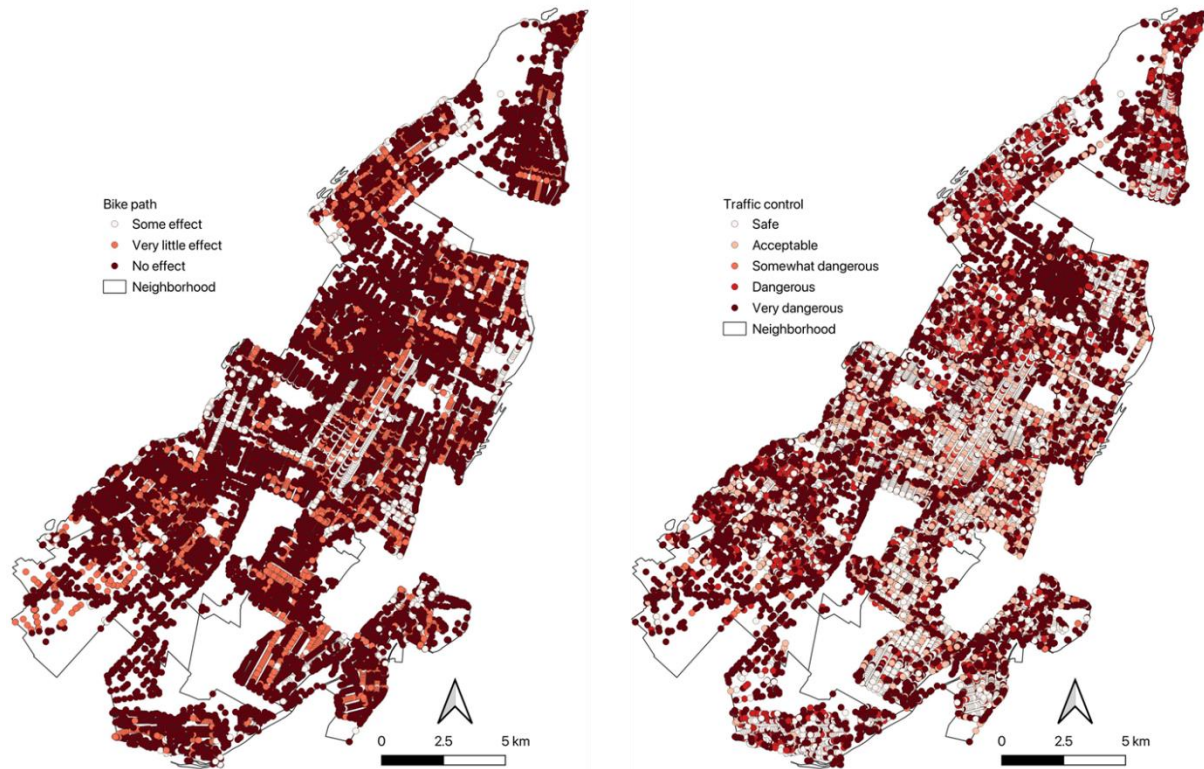 Bike path
Some effect
Very little effect
No effect
Neighborhood
0 2.5 5 km
Traffic control
Safe
Acceptable
Somewhat dangerous
Dangerous
Very dangerous
Neighborhood
0 2.5 5 km